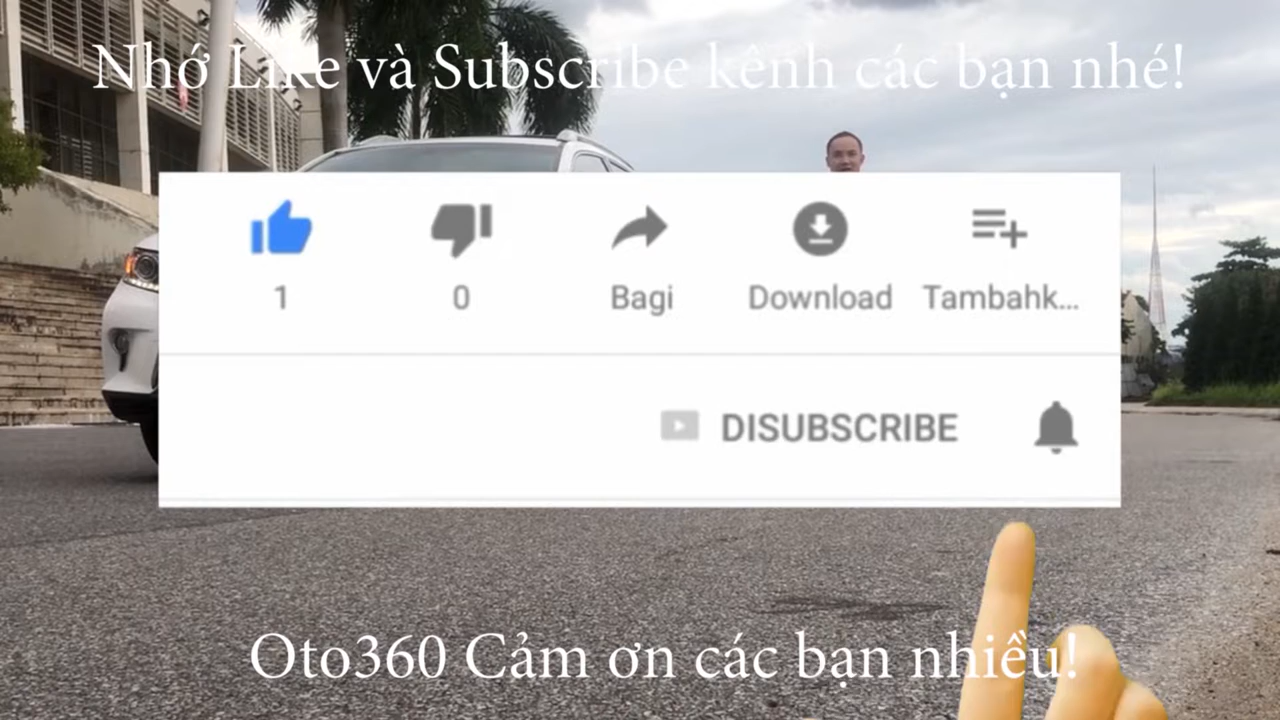 Nhớ Like và Subscribe kênh các bạn nhé!
1 0 Bagi Download Tambahk...
DISUBSCRIBE
Oto360 Cảm ơn các bạn nhiều!